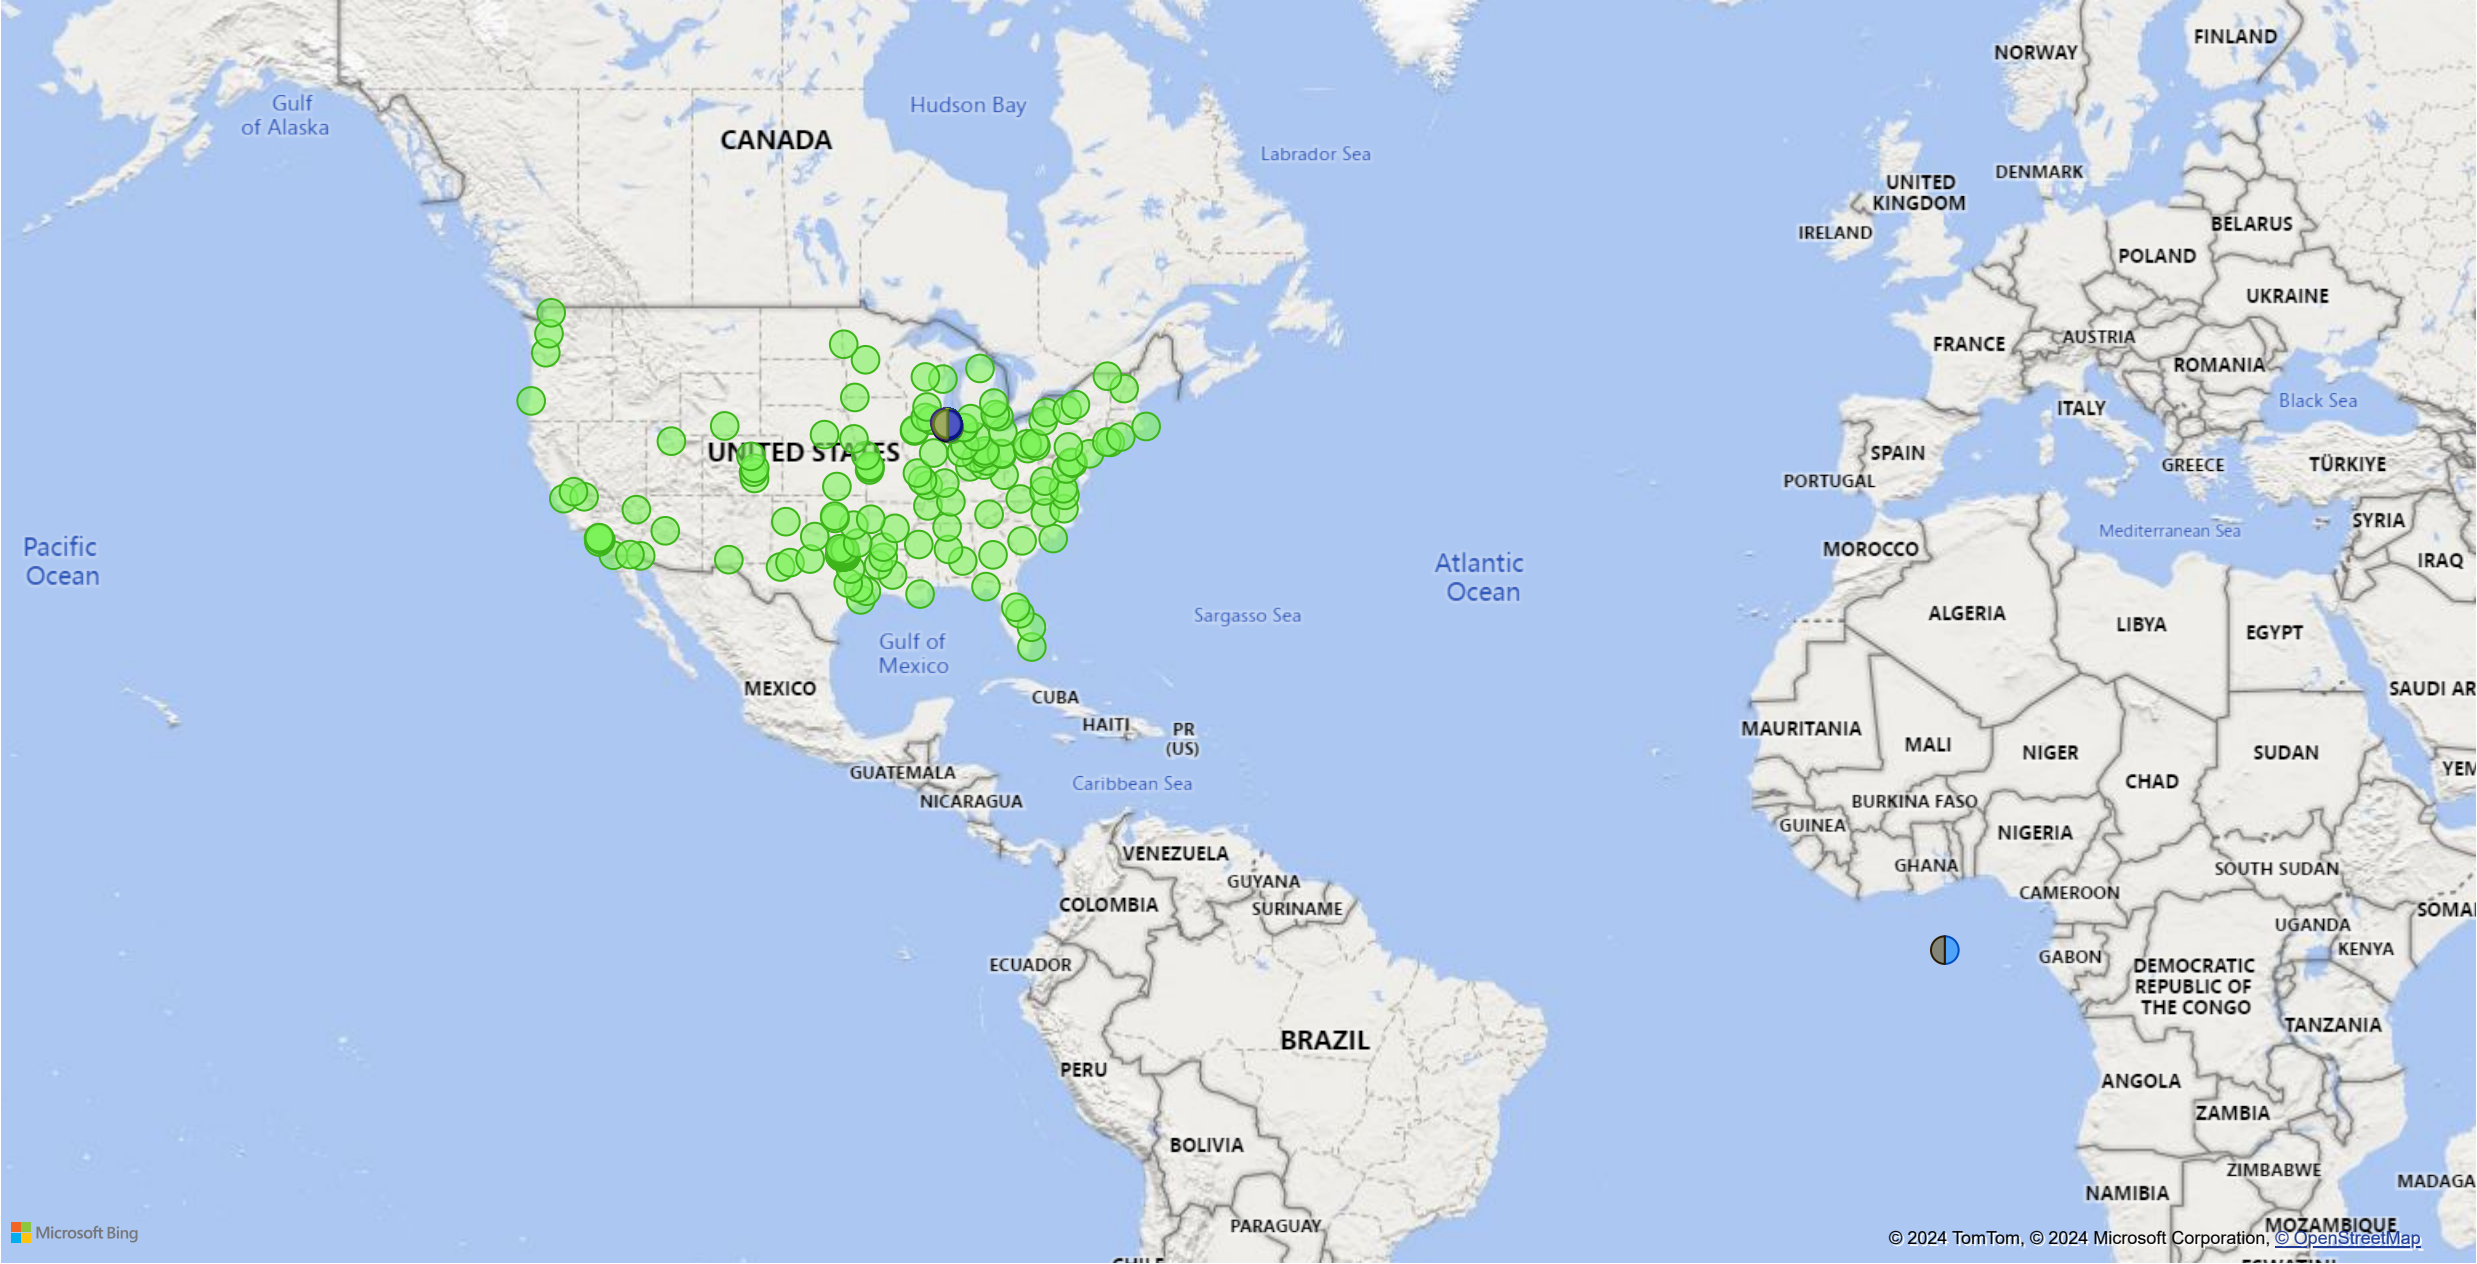 FINLAND
NORWAY
Gulf
of Alaska
Hudson Bay
CANADA
Labrador Sea
DENMARK
UNITED
KINGDOM
IRELAND
BELARUS
POLAND
UKRAINE
AUSTRIA
FRANCE
ROMANIA
Black Sea
ITALY
UNITED STATES
SPAIN
GREECE
TÜRKIYE
PORTUGAL
SYRIA
Mediterranean Sea
Pacific
Ocean
MOROCCO
IRAQ
Atlantic
Ocean
Sargasso Sea
ALGERIA
LIBYA
EGYPT
Gulf of
Mexico
MEXICO
CUBA
SAUDI AR
HAITI
PR
(US)
MAURITANIA
MALI
NIGER
SUDAN
GUATEMALA
Caribbean Sea
CHAD
YEM
NICARAGUA
BURKINA FASO
GUINEA
NIGERIA
VENEZUELA
GHANA
SOUTH SUDAN
GUYANA
CAMEROON
COLOMBIA
SURINAME
SOMA
UGANDA
KENYA
ECUADOR
GABON
DEMOCRATIC
REPUBLIC OF
THE CONGO
BRAZIL
TANZANIA
PERU
ANGOLA
ZAMBIA
BOLIVIA
ZIMBABWE
MADAGA
NAMIBIA
PARAGUAY
MOZAMBIQUE
Microsoft Bing
© 2024 TomTom, © 2024 Microsoft Corporation, © OpenStreetMap